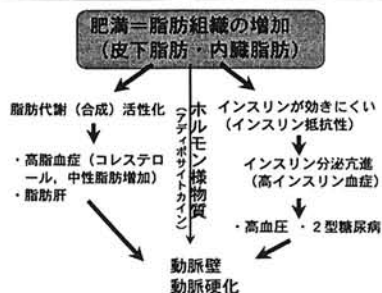 肥満＝脂肪組織の増加
（皮下脂肪・内臓脂肪）
脂肪代謝（合成）活性化
・高脂血症（コレステロ
ール，中性脂肪増加）
・脂肪肝
ホルモン様物質
（アディポサイトカイン）
インスリンが効きにくい
（インスリン抵抗性）
インスリン分泌亢進
（高インスリン血症）
・高血圧 ・２型糖尿病
動脈壁
動脈硬化